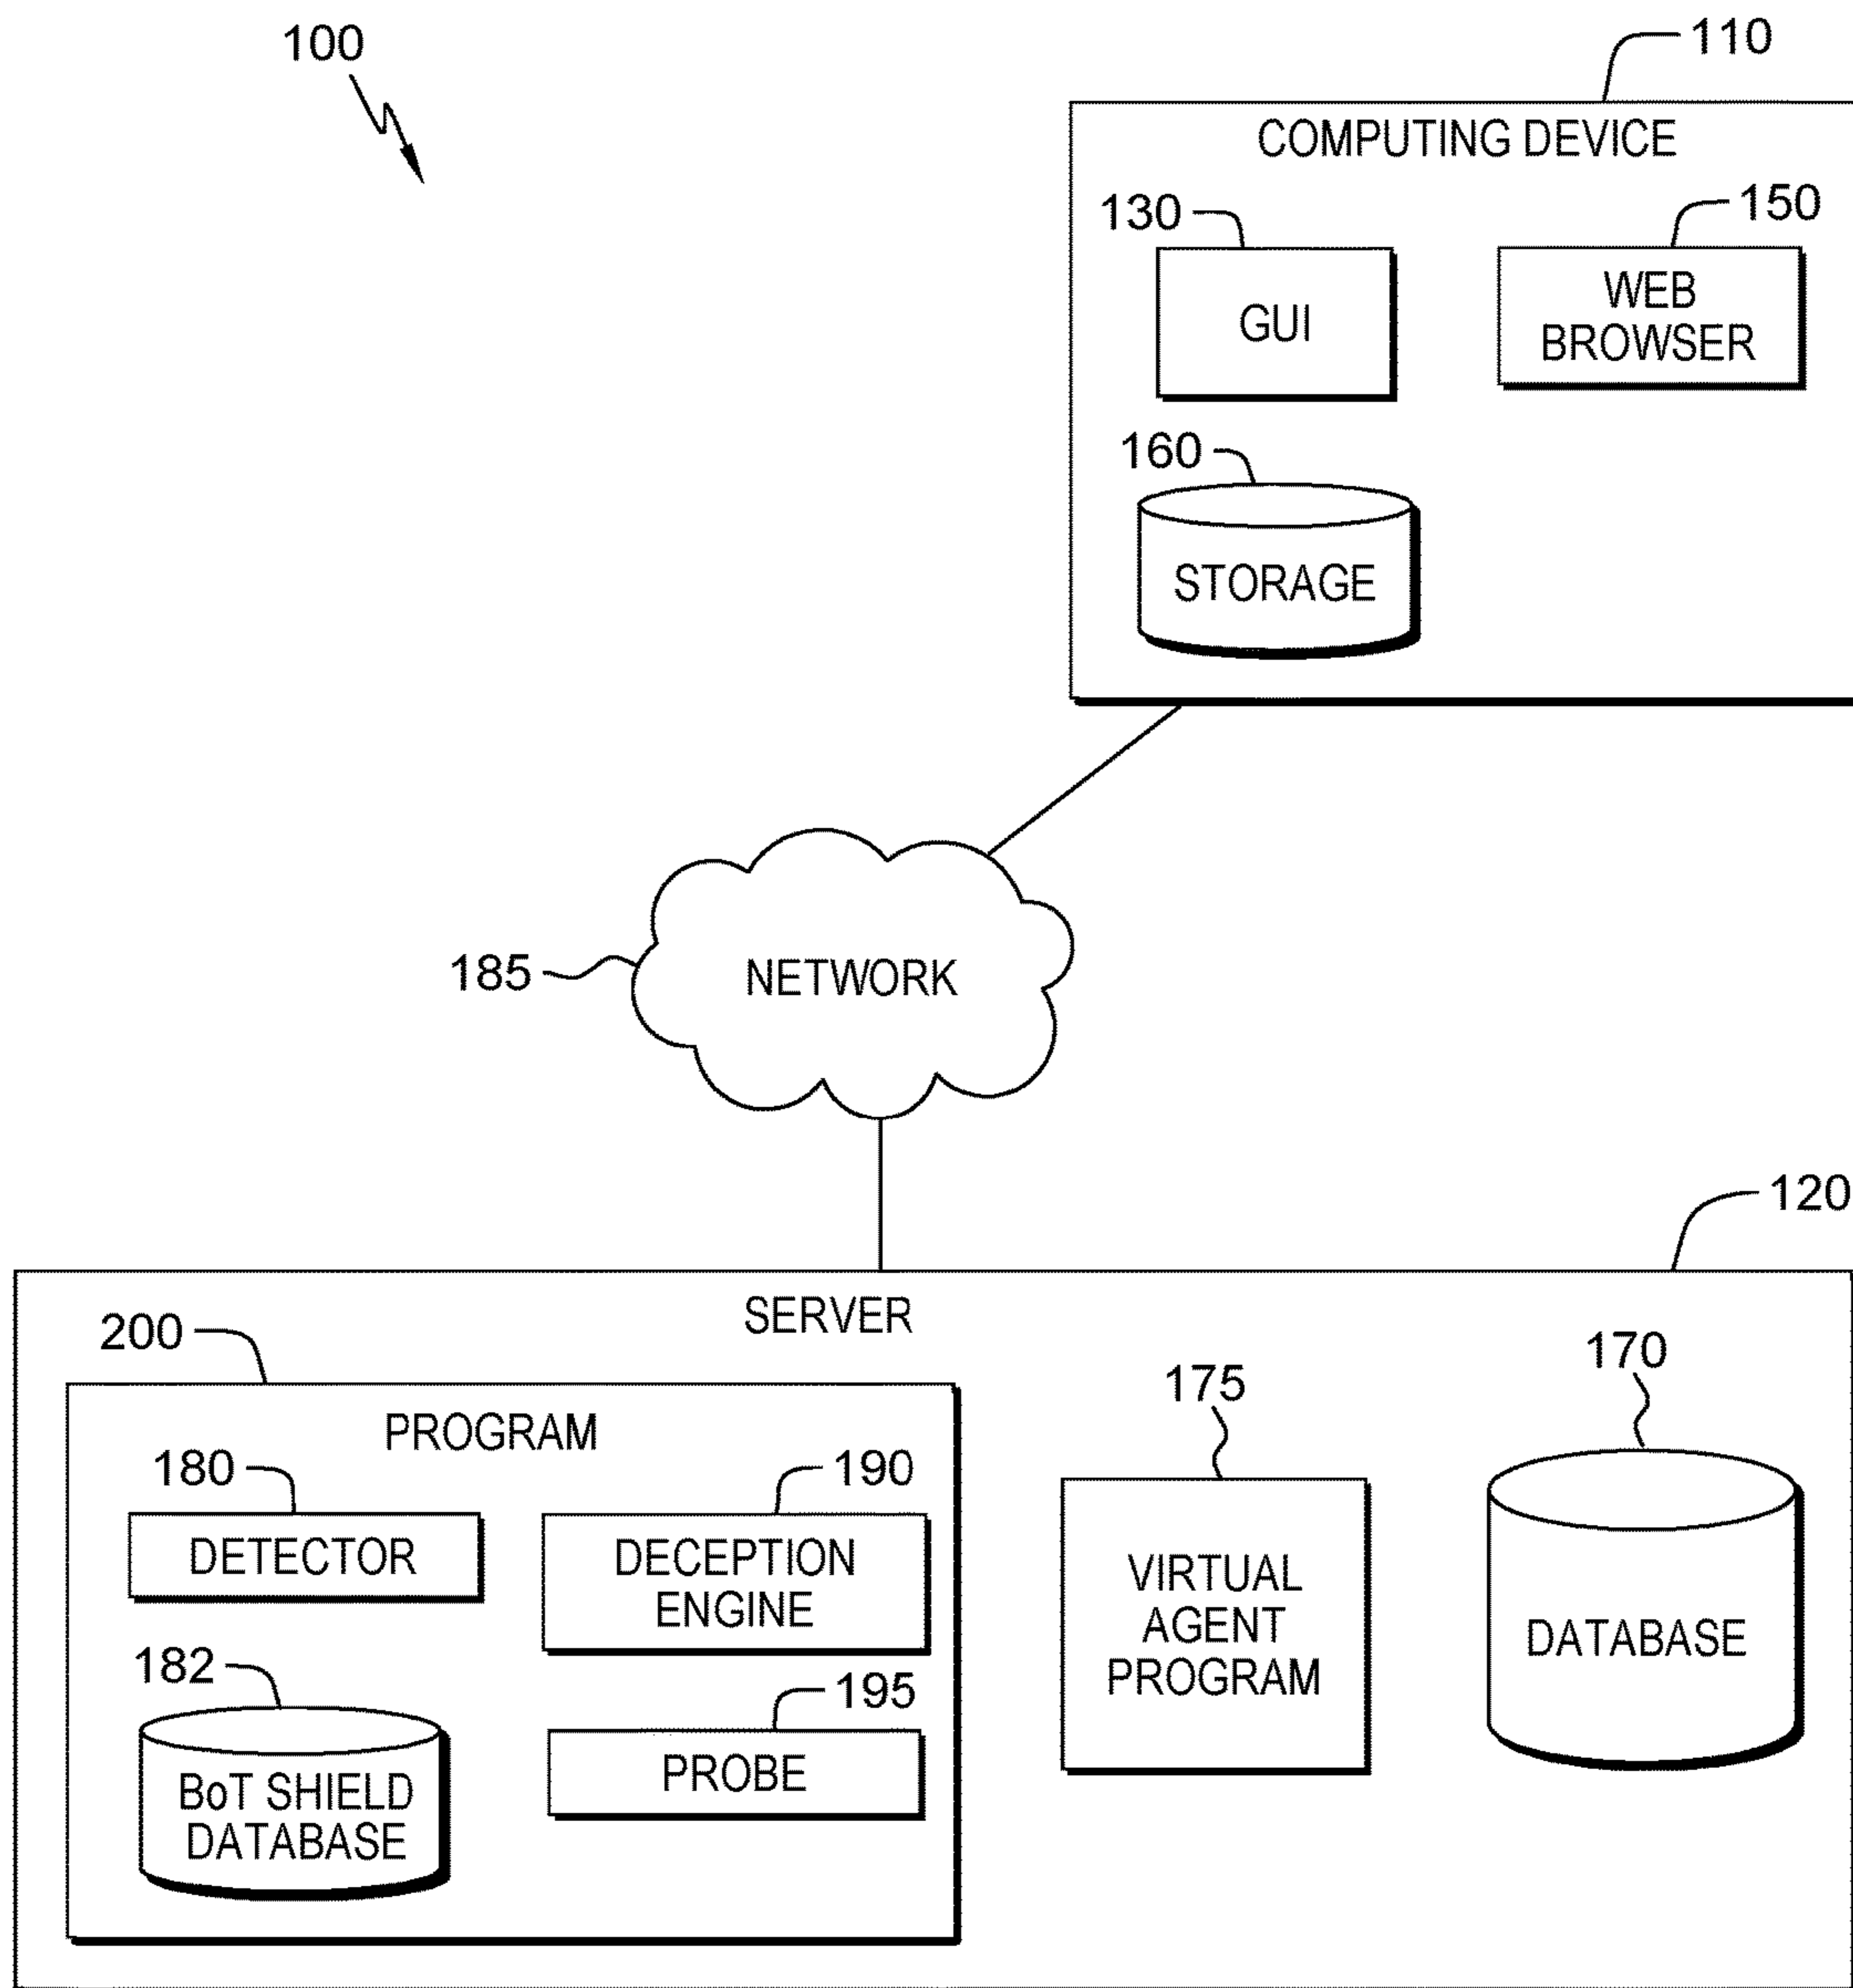 100
110
COMPUTING DEVICE
130
150
GUI
WEB
BROWSER
160
STORAGE
185
NETWORK
120
SERVER
200
170
175
PROGRAM
180
190
DETECTOR
DECEPTION
ENGINE
VIRTUAL
AGENT
PROGRAM
DATABASE
182
195
BoT SHIELD
DATABASE
PROBE